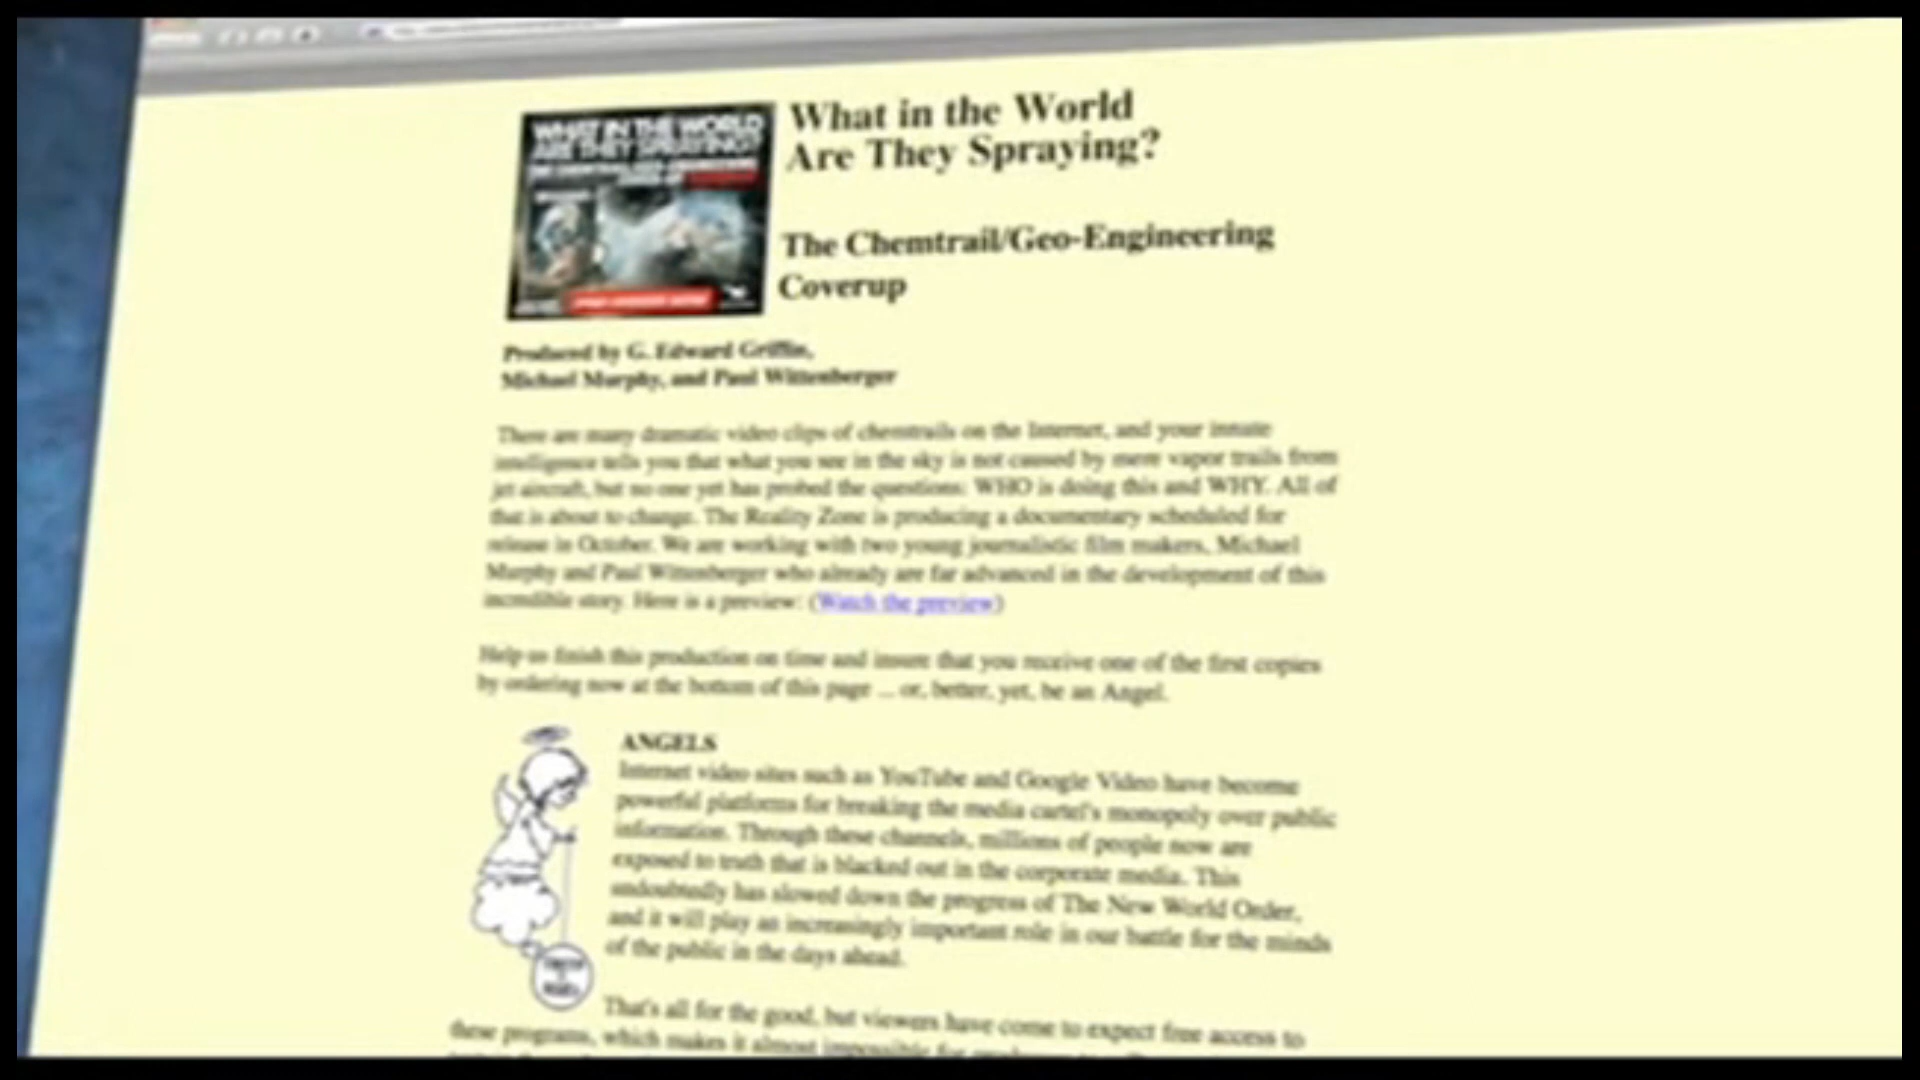 WHAT IN THE WORLD
ARE THEY SPRAYING?
What in the World
Are They Spraying?
The Chemtrail/Geo-Engineering
Coverup
Produced by G. Edward Griffin,
Michael Murphy, and Paul Wittenberger
There are many dramatic video clips of chemtrails on the Internet, and your innate
intelligence tells you that what you see in the sky is not caused by mere vapor trails from
jet aircraft, but no one yet has probed the questions: WHO is doing this and WHY. All of
that is about to change. The Reality Zone is producing a documentary scheduled for
release in October. We are working with two young journalistic film makers, Michael
Murphy and Paul Wittenberger who already are far advanced in the development of this
incredible story. Here is a preview: (Watch the preview)
Help us finish this production on time and insure that you receive one of the first copies
by ordering now at the bottom of this page ... or, better, yet, be an Angel.
ANGELS
Internet video sites such as YouTube and Google Video have become
powerful platforms for breaking the media cartel's monopoly over public
information. Through these channels, millions of people now are
exposed to truth that is blacked out in the corporate media. This
undoubtedly has slowed down the progress of The New World Order,
and it will play an increasingly important role in our battle for the minds
of the public in the days ahead.
That's all for the good, but viewers have come to expect free access to
these programs, which makes it almost impossible for